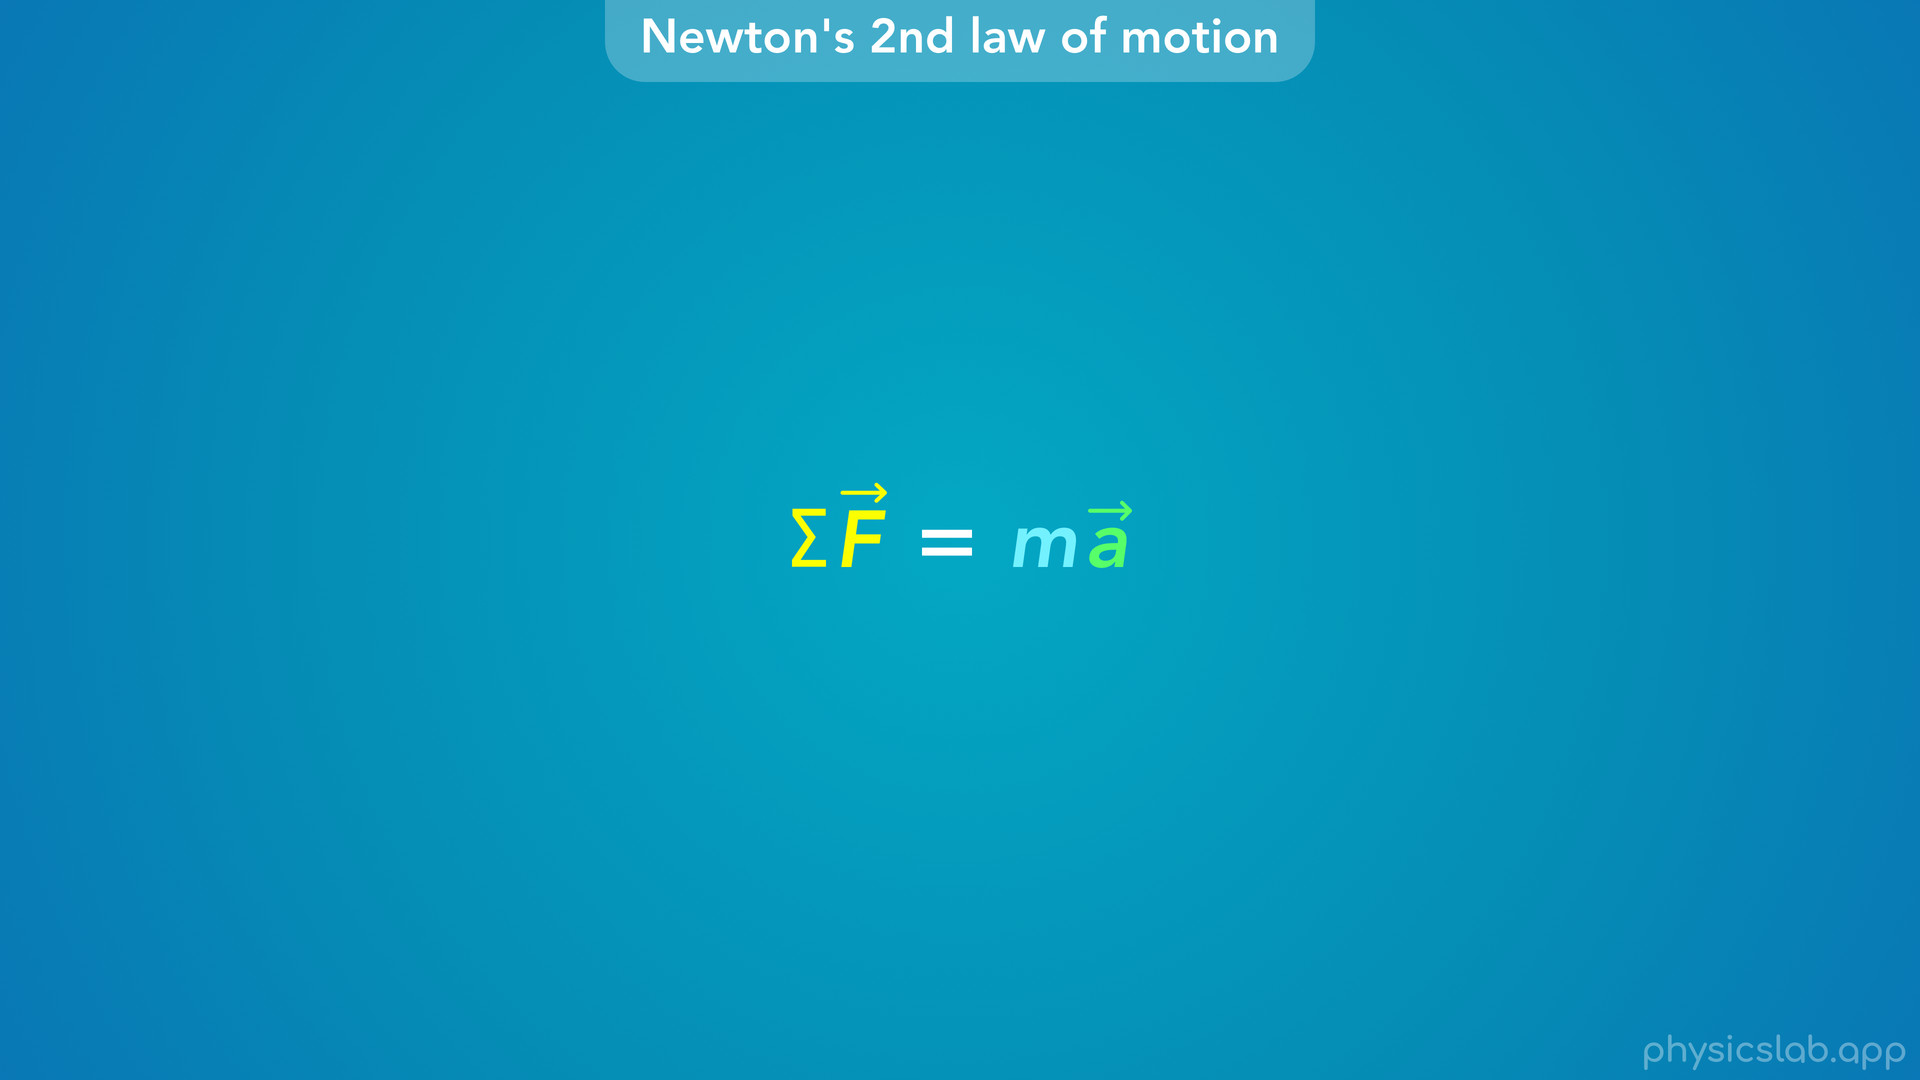 Newton's 2nd law of motion
ΣF⃗ = ma⃗
physicslab.app